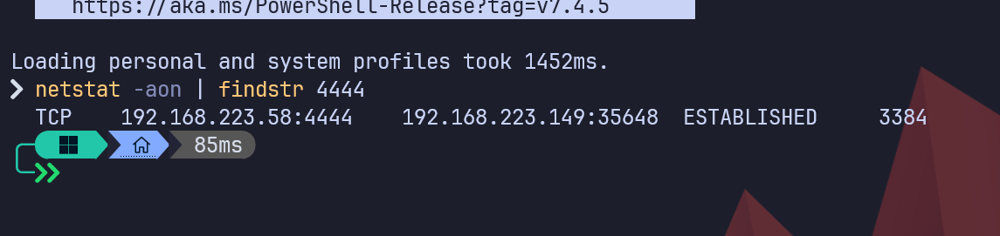 https://aka.ms/PowerShell-Release?tag=v7.4.5
Loading personal and system profiles took 1452ms.
❯ netstat -aon | findstr 4444
TCP    192.168.223.58:4444    192.168.223.149:35648  ESTABLISHED     3384
85ms